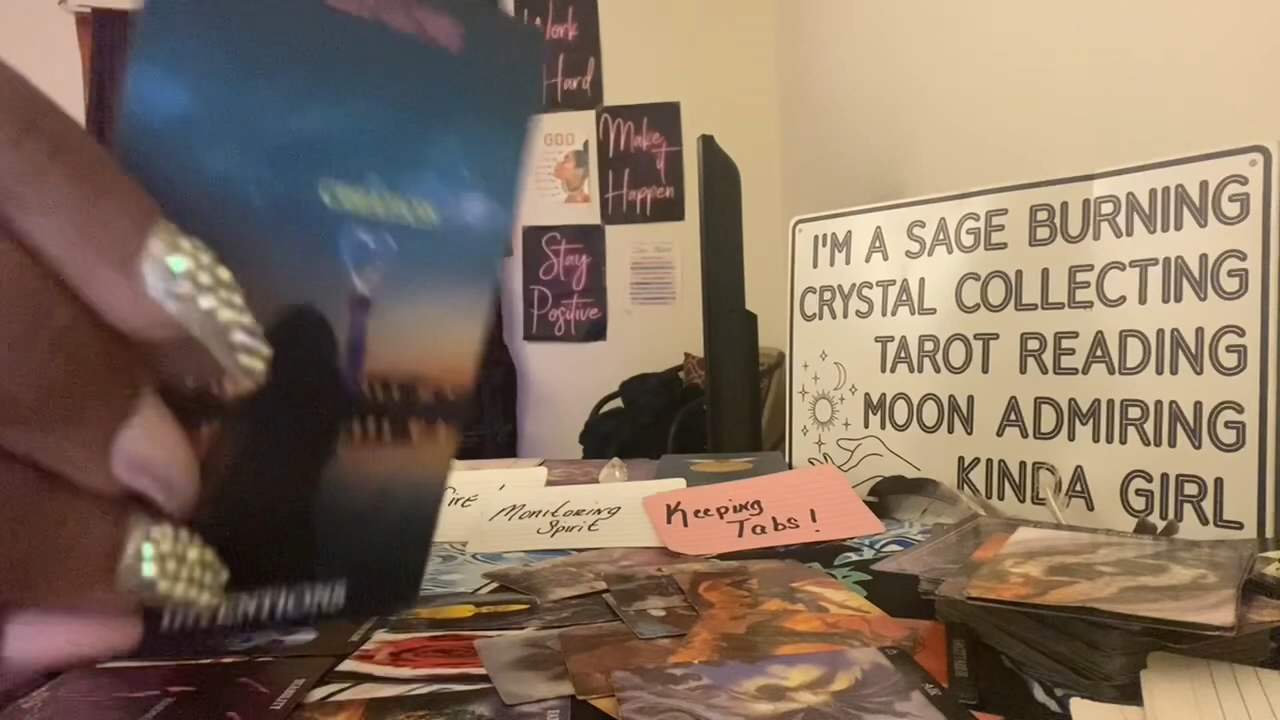 Work
Hard
GOD
Make
it
Happen
Stay
Positive
I'M A SAGE BURNING
CRYSTAL COLLECTING
TAROT READING
MOON ADMIRING
KINDA GIRL
Monitoring
Spirit
Keeping
Tabs!